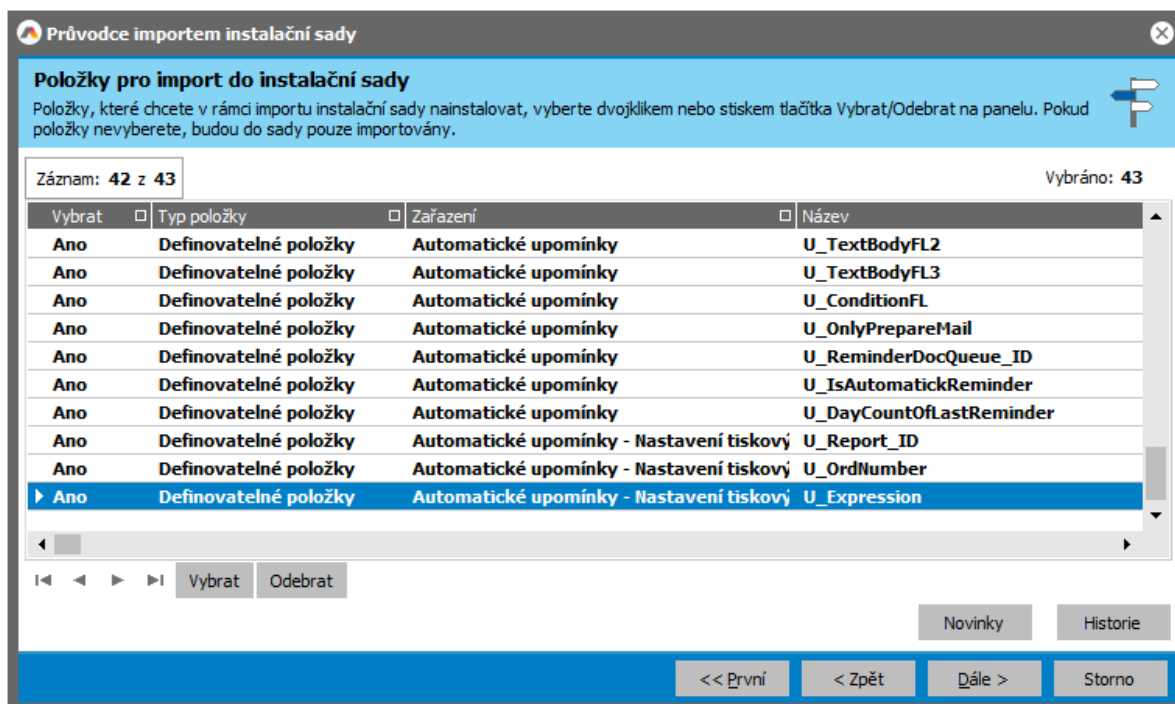 Průvodce importem instalační sady
Položky pro import do instalační sady
Položky, které chcete v rámci importu instalační sady nainstalovat, vyberte dvojklikem nebo stiskem tlačítka Vybrat/Odebrat na panelu. Pokud
položky nevyberete, budou do sady pouze importovány.
Záznam: 42 z 43 Vybráno: 43
Vybrat Typ položky Zařazení Název
Ano Definovatelné položky Automatické upomínky U_TextBodyFL2
Ano Definovatelné položky Automatické upomínky U_TextBodyFL3
Ano Definovatelné položky Automatické upomínky U_ConditionFL
Ano Definovatelné položky Automatické upomínky U_OnlyPrepareMail
Ano Definovatelné položky Automatické upomínky U_ReminderDocQueue_ID
Ano Definovatelné položky Automatické upomínky U_IsAutomatickReminder
Ano Definovatelné položky Automatické upomínky U_DayCountOfLastReminder
Ano Definovatelné položky Automatické upomínky - Nastavení tiskový U_Report_ID
Ano Definovatelné položky Automatické upomínky - Nastavení tiskový U_OrdNumber
Ano Definovatelné položky Automatické upomínky - Nastavení tiskový U_Expression
Vybrat Odebrat
Novinky Historie
<< První < Zpět Dále > Storno